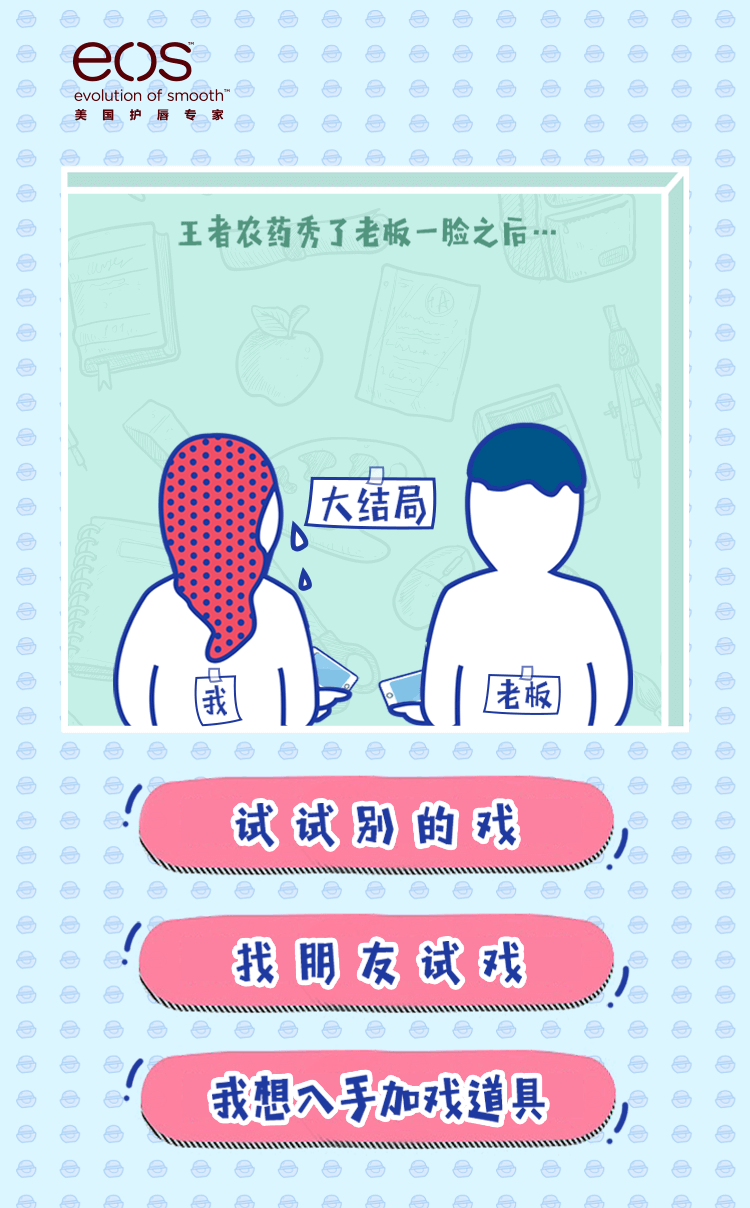 eos™
evolution of smooth™
美国护唇专家
王者农药秀了老板一脸之后…
大结局
我
老板
试试别的戏
找朋友试戏
我想入手加戏道具